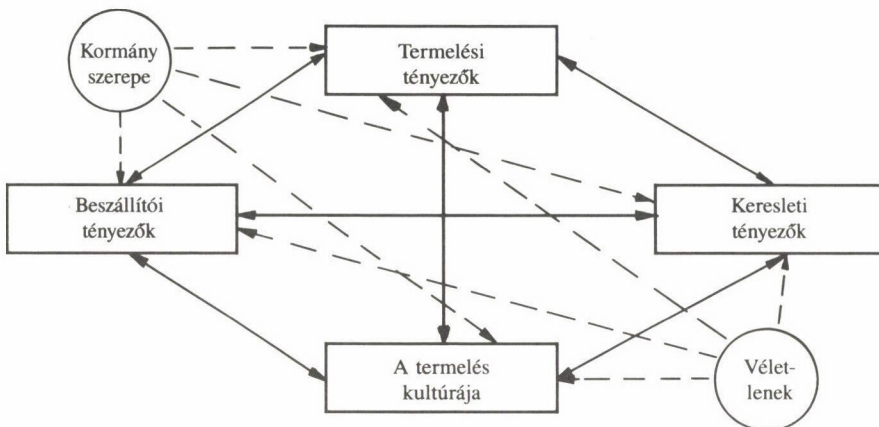 Kormány
szerepe
Termelési
tényezők
Beszállítói
tényezők
Keresleti
tényezők
A termelés
kultúrája
Vélet-
lenek